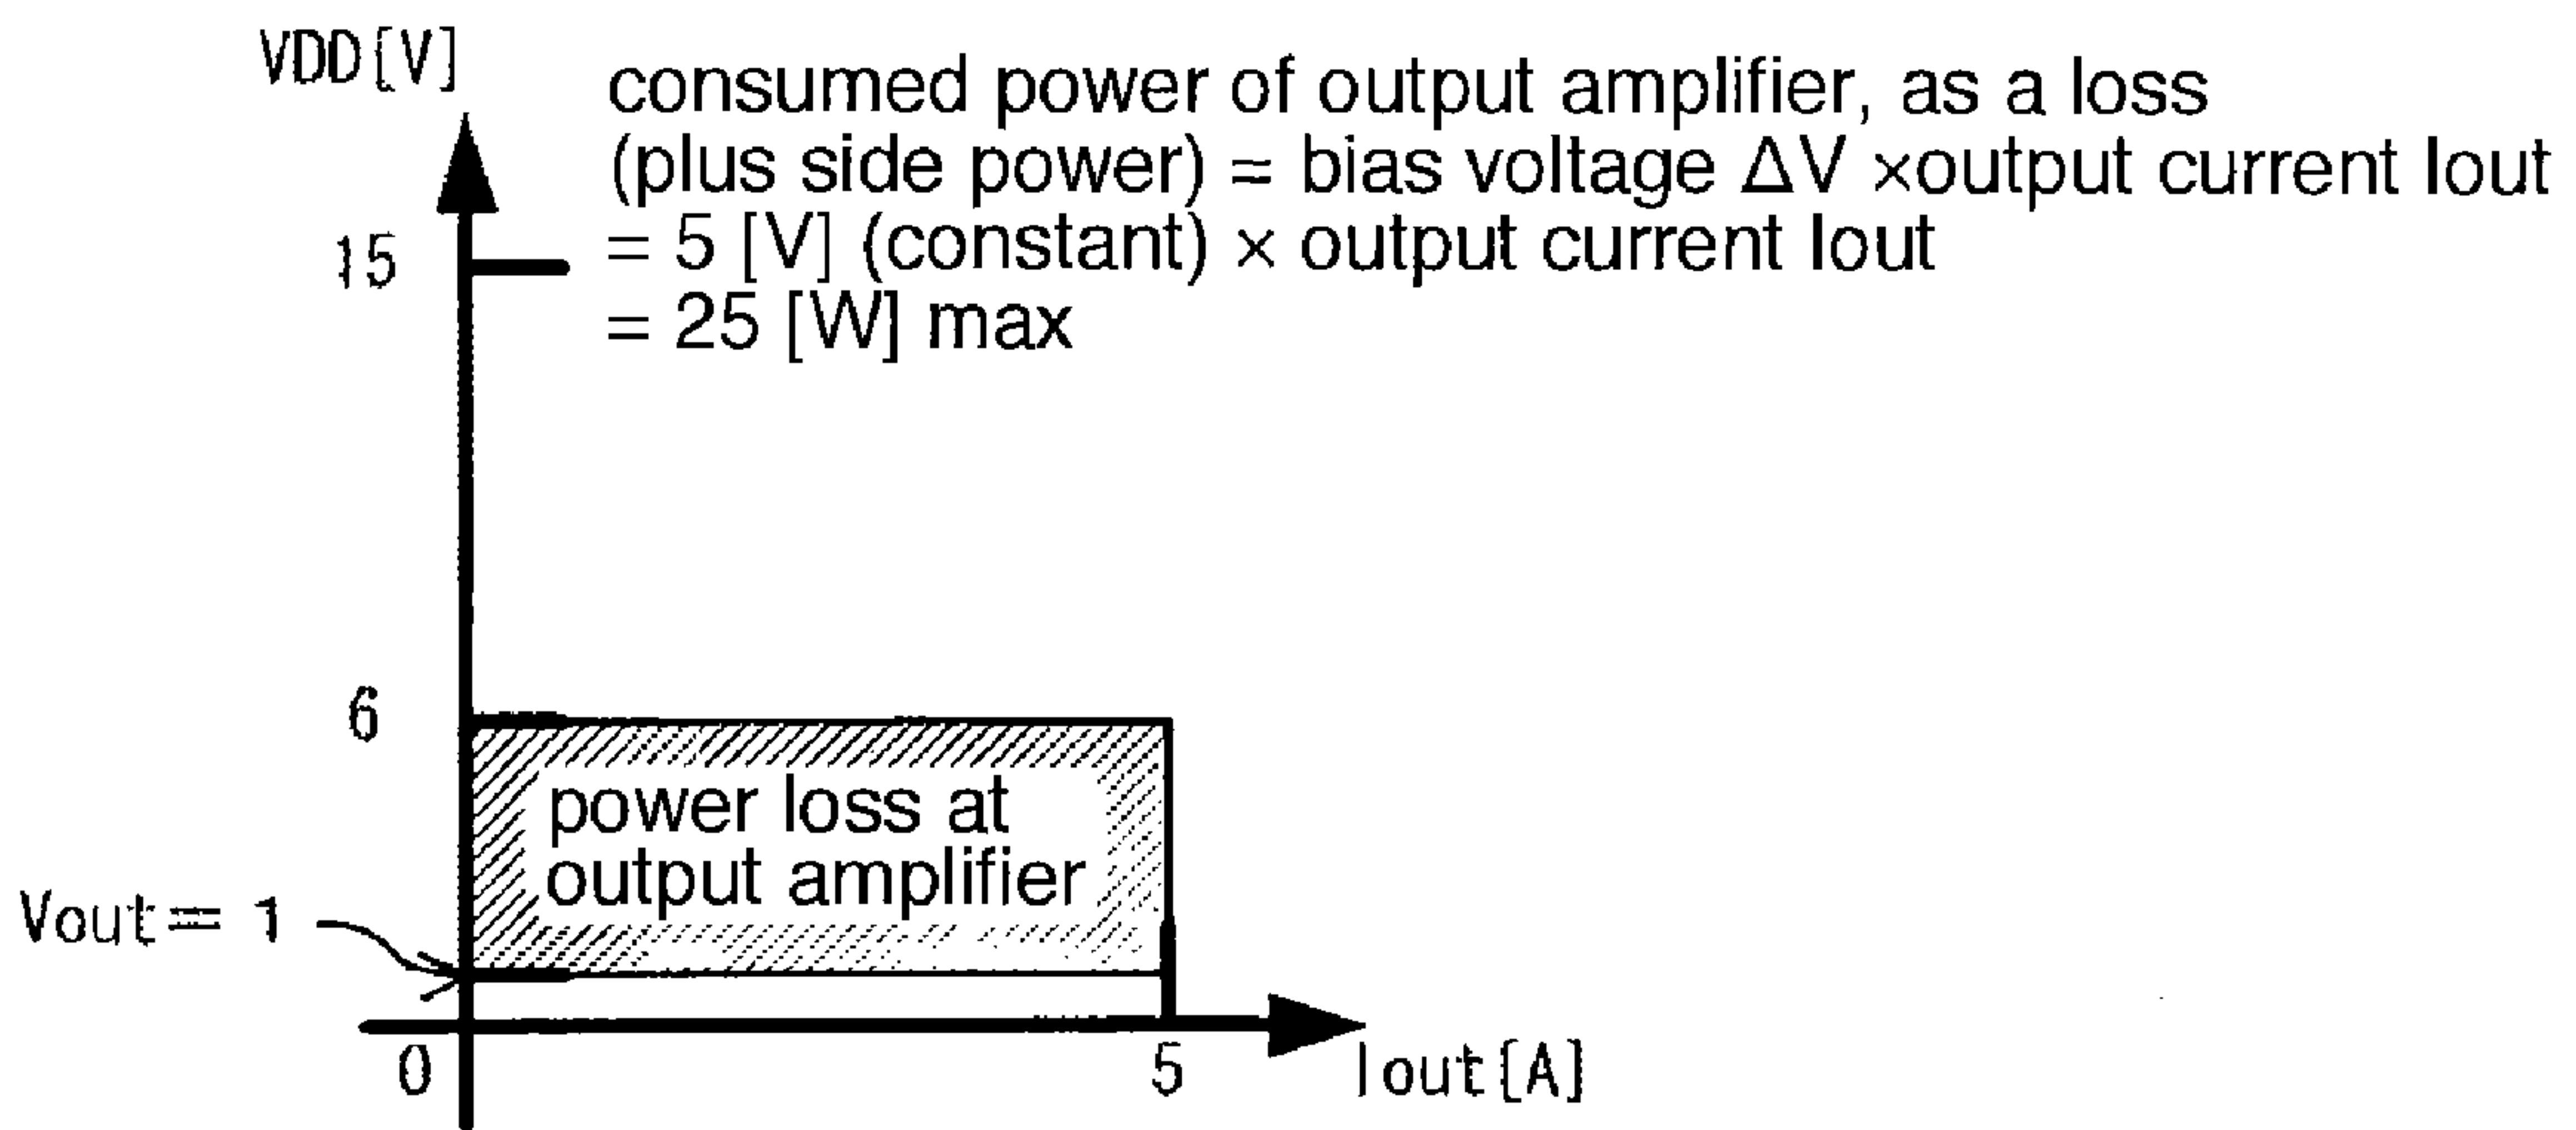 VDD[V]
consumed power of output amplifier, as a loss
(plus side power) = bias voltage ΔV ×output current Iout
= 5 [V] (constant) × output current Iout
= 25 [W] max
15
6
power loss at
output amplifier
Vout= 1
0
5
Iout[A]